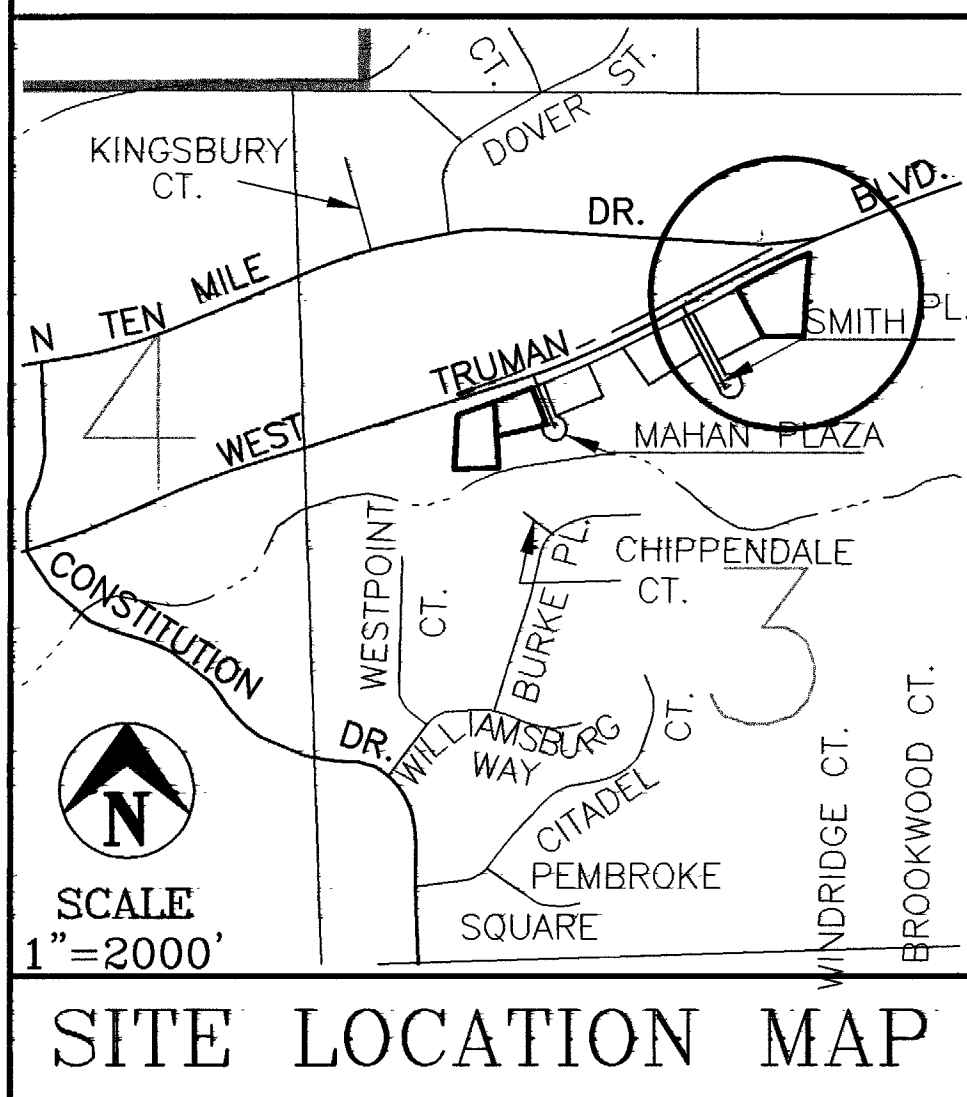 CT.
DOVER ST.
KINGSBURY
CT.
N TEN MILE DR.
WEST TRUMAN BLVD.
SMITH PL.
MAHAN PLAZA
4
CONSTITUTION DR.
WESTPOINT CT.
BURKE PL.
CHIPPENDALE
CT.
3
WILLIAMSBURG
WAY
CITADEL CT.
PEMBROKE
SQUARE
WINDRIDGE CT.
BROOKWOOD CT.
N
SCALE
1"=2000'
SITE LOCATION MAP